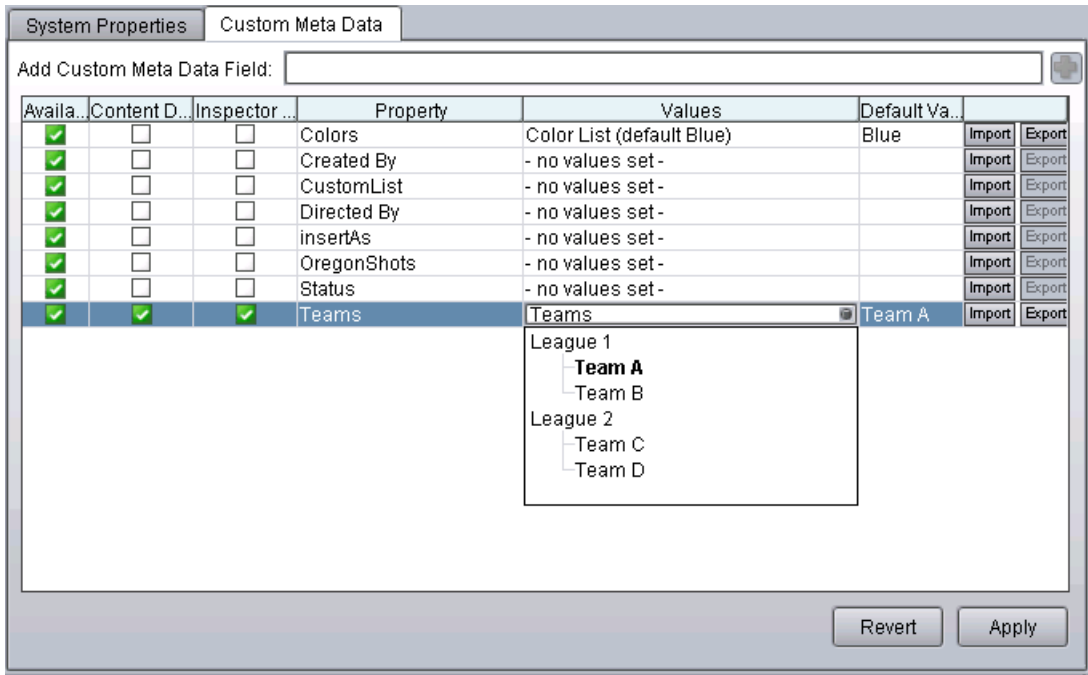 System Properties Custom Meta Data
Add Custom Meta Data Field:
Availa... Content D... Inspector ... Property Values Default Va...
Colors Color List (default Blue) Blue Import Export
Created By - no values set - Import Export
CustomList - no values set - Import Export
Directed By - no values set - Import Export
insertAs - no values set - Import Export
OregonShots - no values set - Import Export
Status - no values set - Import Export
Teams Teams Team A Import Export
League 1
Team A
Team B
League 2
Team C
Team D
Revert Apply